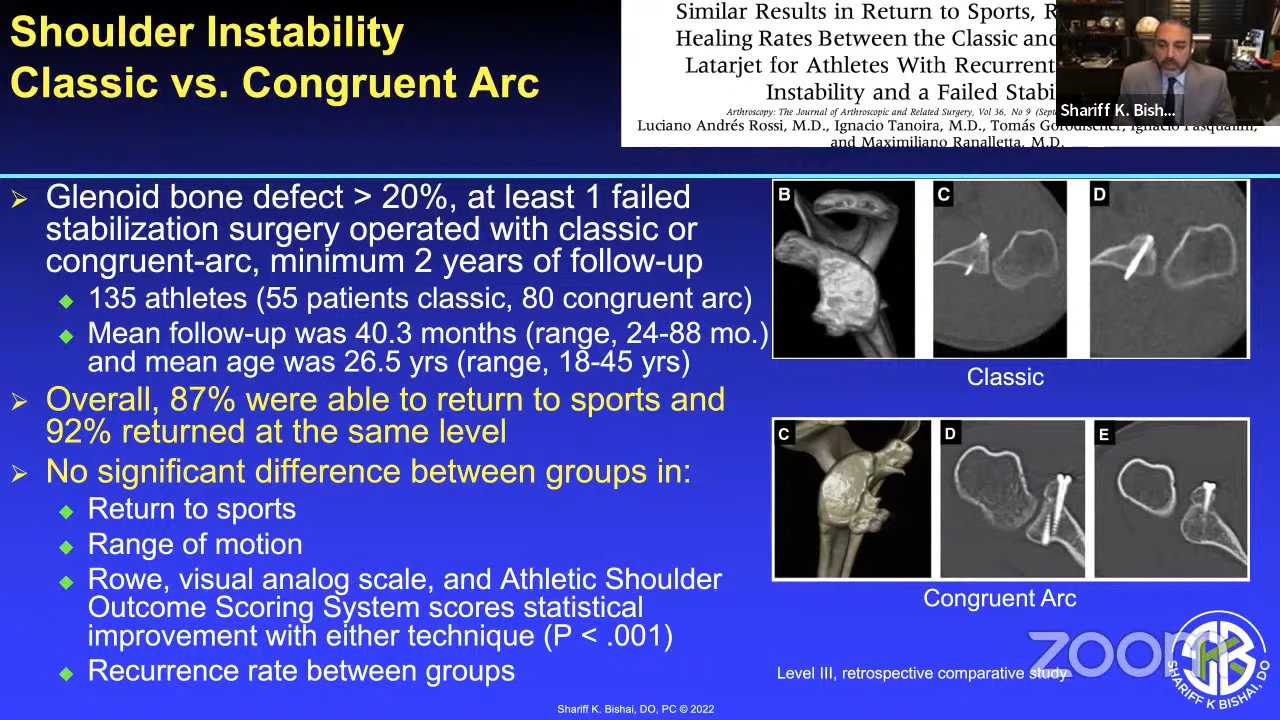 Shoulder Instability
Classic vs. Congruent Arc
Similar Results in Return to Sports, R
Healing Rates Between the Classic and
Latarjet for Athletes With Recurrent
Instability and a Failed Stabi
Arthroscopy: The Journal of Arthroscopic and Related Surgery, Vol 36, No 9 (Sept
Luciano Andrés Rossi, M.D., Ignacio Tanoira, M.D., Tomás Gorodischer, Ignacio Pasqualini,
and Maximiliano Ranalletta, M.D.
Shariff K. Bish...
Glenoid bone defect > 20%, at least 1 failed
stabilization surgery operated with classic or
congruent-arc, minimum 2 years of follow-up
135 athletes (55 patients classic, 80 congruent arc)
Mean follow-up was 40.3 months (range, 24-88 mo.)
and mean age was 26.5 yrs (range, 18-45 yrs)
Overall, 87% were able to return to sports and
92% returned at the same level
No significant difference between groups in:
Return to sports
Range of motion
Rowe, visual analog scale, and Athletic Shoulder
Outcome Scoring System scores statistical
improvement with either technique (P < .001)
Recurrence rate between groups
B
C
D
Classic
C
D
E
Congruent Arc
Level III, retrospective comparative study
zoom
SHARIFF K BISHAI, DO
Shariff K. Bishai, DO, PC © 2022